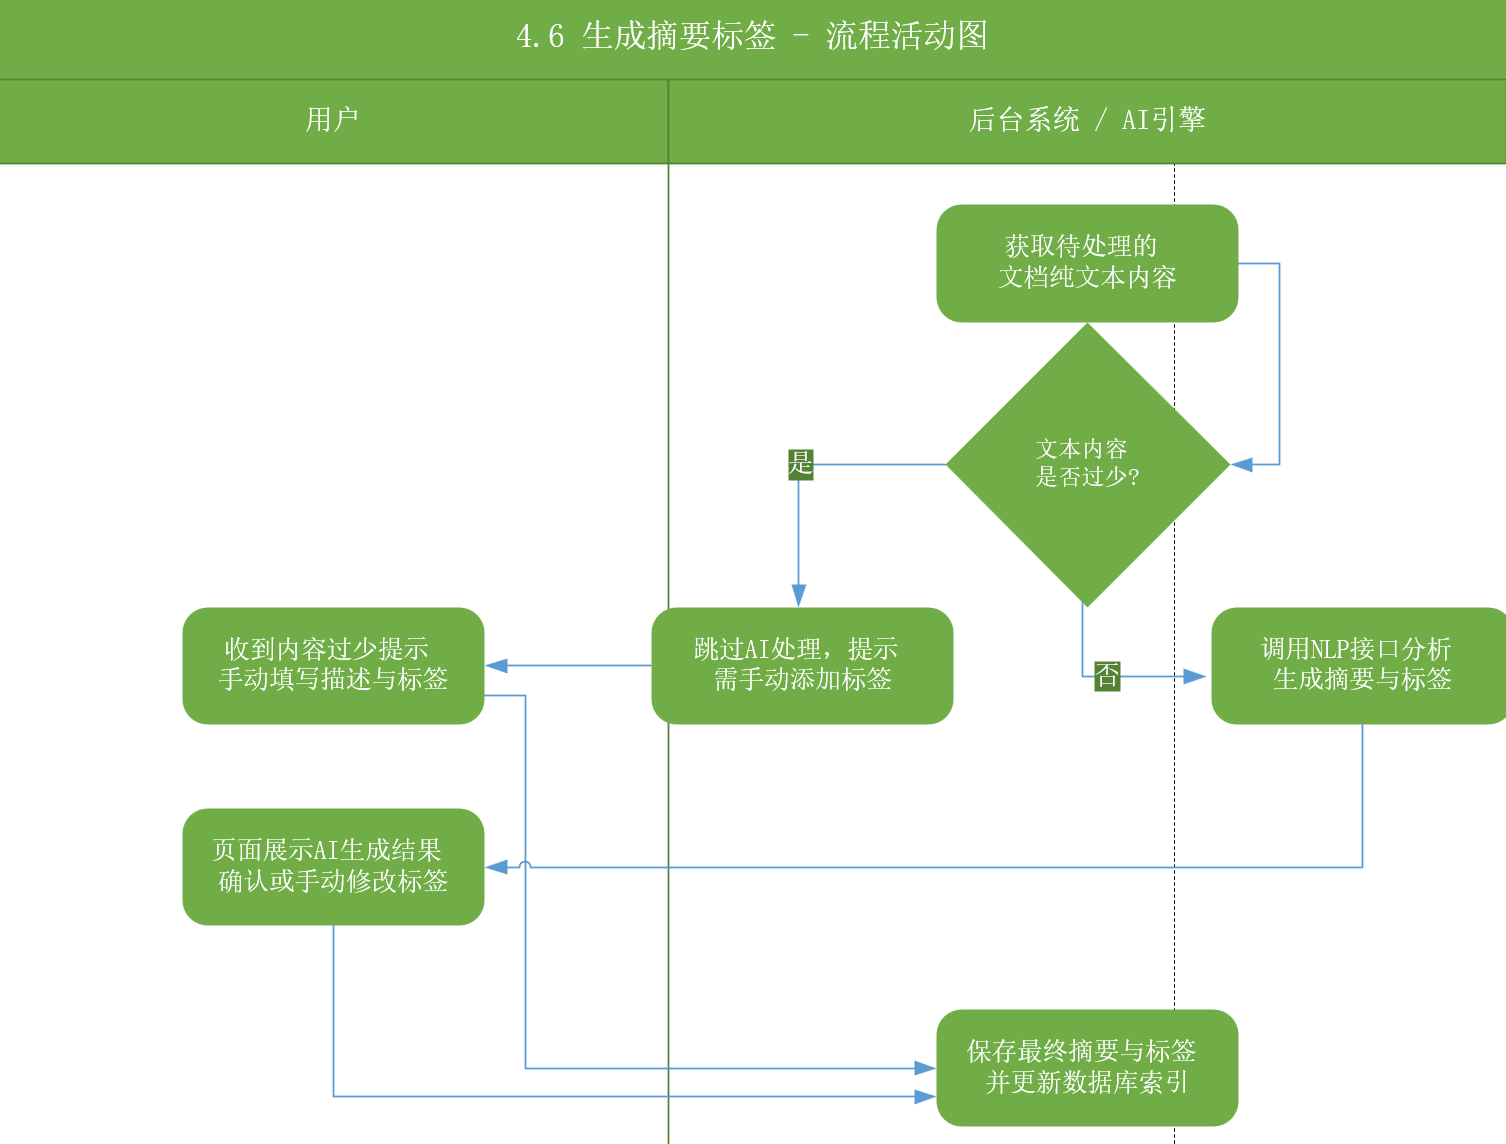 4.6 生成摘要标签 - 流程活动图
用户
后台系统 / AI引擎
获取待处理的
文档纯文本内容
文本内容
是否过少?
是
否
收到内容过少提示
手动填写描述与标签
跳过AI处理，提示
需手动添加标签
调用NLP接口分析
生成摘要与标签
页面展示AI生成结果
确认或手动修改标签
保存最终摘要与标签
并更新数据库索引